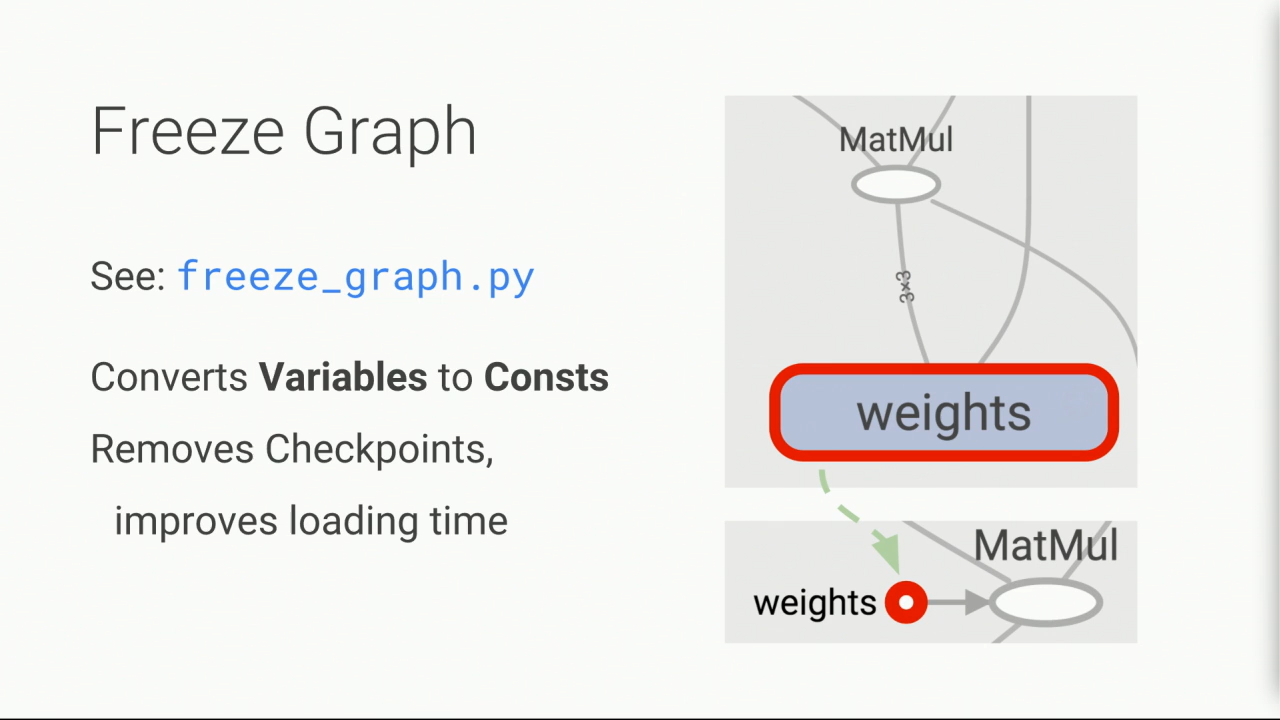 Freeze Graph
See: freeze_graph.py
Converts Variables to Consts
Removes Checkpoints,
improves loading time
MatMul
3×3
weights
MatMul
weights